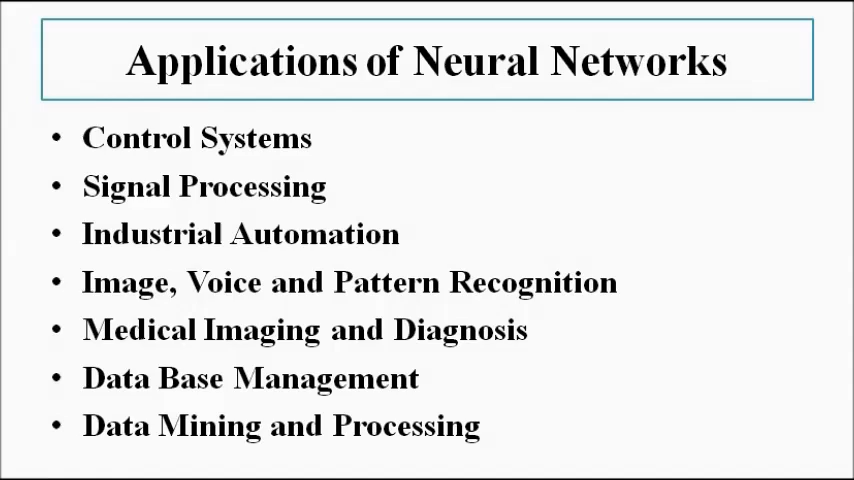 Applications of Neural Networks
• Control Systems
• Signal Processing
• Industrial Automation
• Image, Voice and Pattern Recognition
• Medical Imaging and Diagnosis
• Data Base Management
• Data Mining and Processing